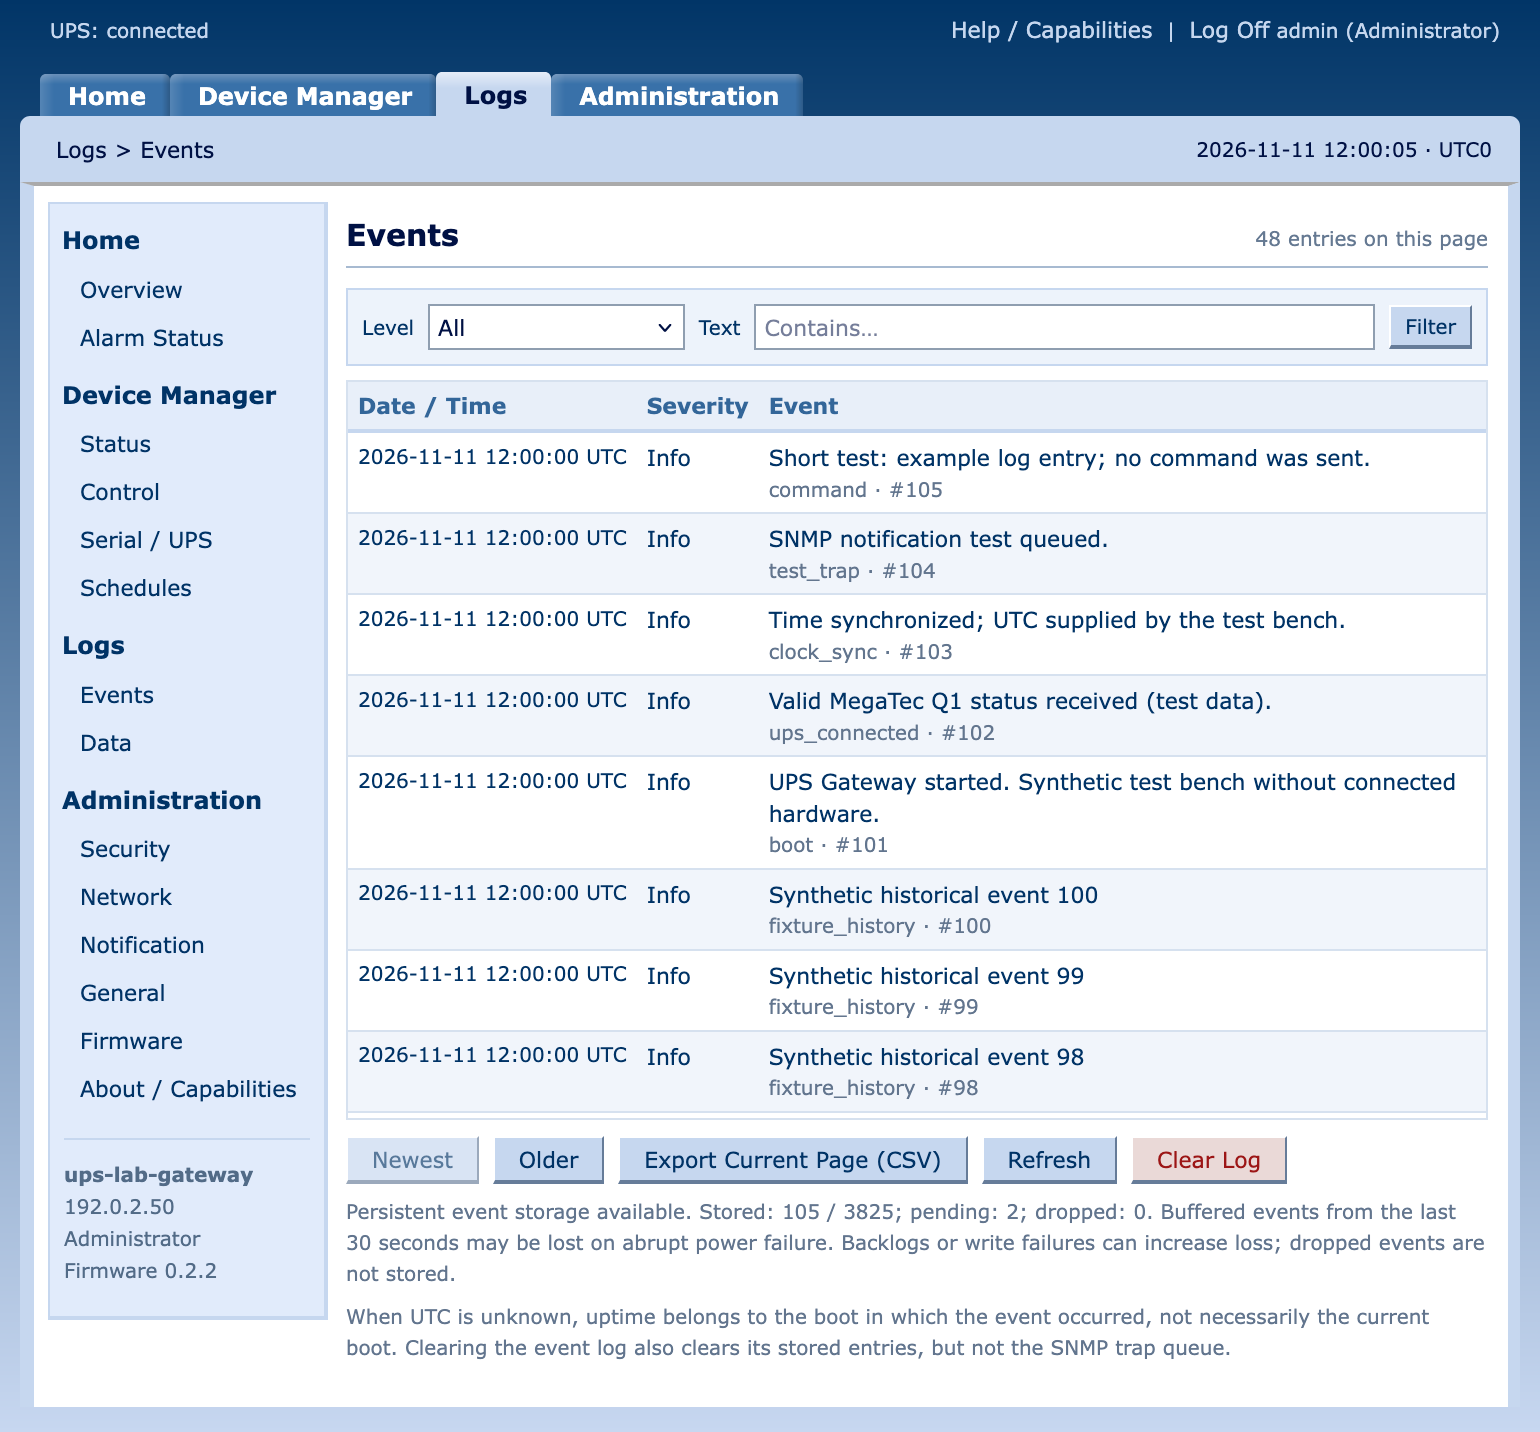 UPS: connected
Help / Capabilities | Log Off admin (Administrator)
Home Device Manager Logs Administration
Logs > Events
2026-11-11 12:00:05 · UTC0
Home
Overview
Alarm Status
Device Manager
Status
Control
Serial / UPS
Schedules
Logs
Events
Data
Administration
Security
Network
Notification
General
Firmware
About / Capabilities
ups-lab-gateway
192.0.2.50
Administrator
Firmware 0.2.2
Events
48 entries on this page
Level All Text Contains... Filter
Date / Time Severity Event
2026-11-11 12:00:00 UTC Info Short test: example log entry; no command was sent.
command · #105
2026-11-11 12:00:00 UTC Info SNMP notification test queued.
test_trap · #104
2026-11-11 12:00:00 UTC Info Time synchronized; UTC supplied by the test bench.
clock_sync · #103
2026-11-11 12:00:00 UTC Info Valid MegaTec Q1 status received (test data).
ups_connected · #102
2026-11-11 12:00:00 UTC Info UPS Gateway started. Synthetic test bench without connected
hardware.
boot · #101
2026-11-11 12:00:00 UTC Info Synthetic historical event 100
fixture_history · #100
2026-11-11 12:00:00 UTC Info Synthetic historical event 99
fixture_history · #99
2026-11-11 12:00:00 UTC Info Synthetic historical event 98
fixture_history · #98
Newest Older Export Current Page (CSV) Refresh Clear Log
Persistent event storage available. Stored: 105 / 3825; pending: 2; dropped: 0. Buffered events from the last
30 seconds may be lost on abrupt power failure. Backlogs or write failures can increase loss; dropped events are
not stored.
When UTC is unknown, uptime belongs to the boot in which the event occurred, not necessarily the current
boot. Clearing the event log also clears its stored entries, but not the SNMP trap queue.